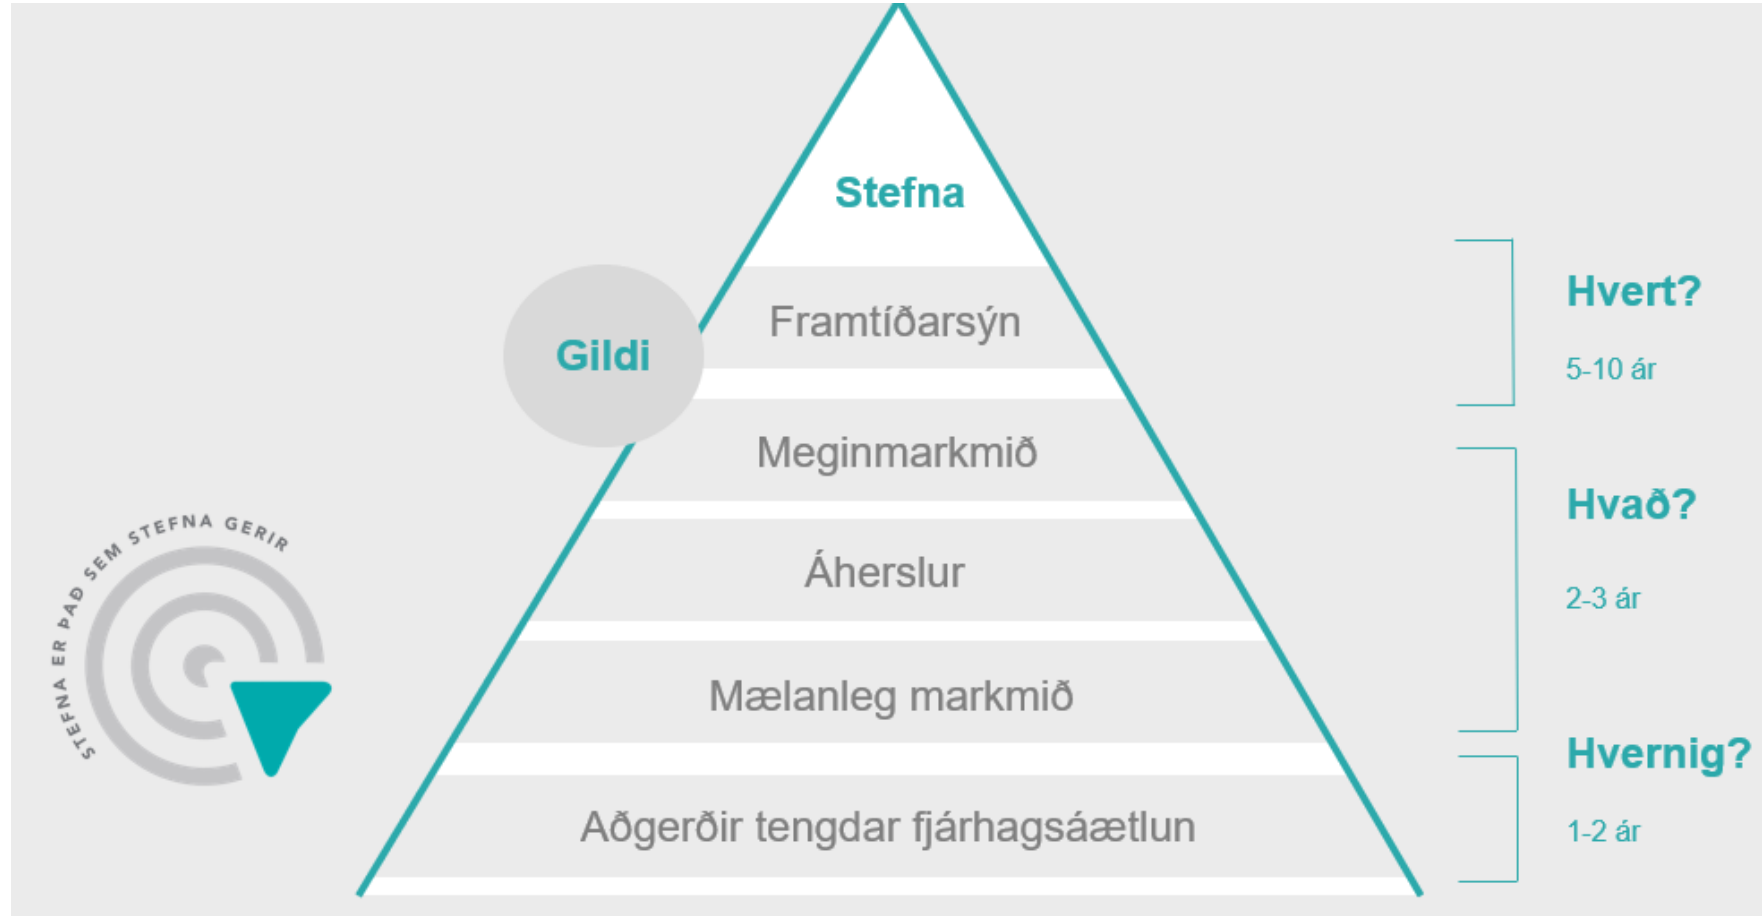 Stefna
Framtíðarsýn
Gildi
Meginmarkmið
Áherslur
Mælanleg markmið
Aðgerðir tengdar fjárhagsáætlun
Hvert?
5-10 ár
Hvað?
2-3 ár
Hvernig?
1-2 ár
STEFNA ER ÞAÐ SEM STEFNA GERIR